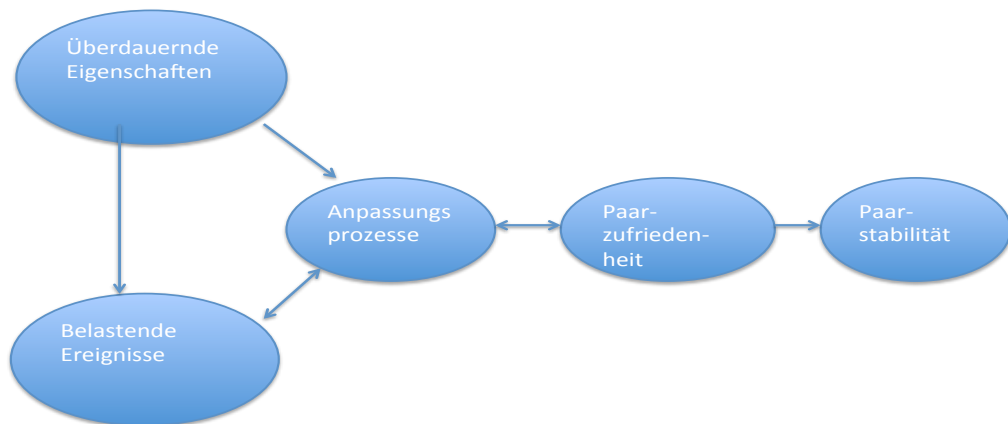 Überdauernde
Eigenschaften
Anpassungs
prozesse
Paar-
zufrieden-
heit
Paar-
stabilität
Belastende
Ereignisse